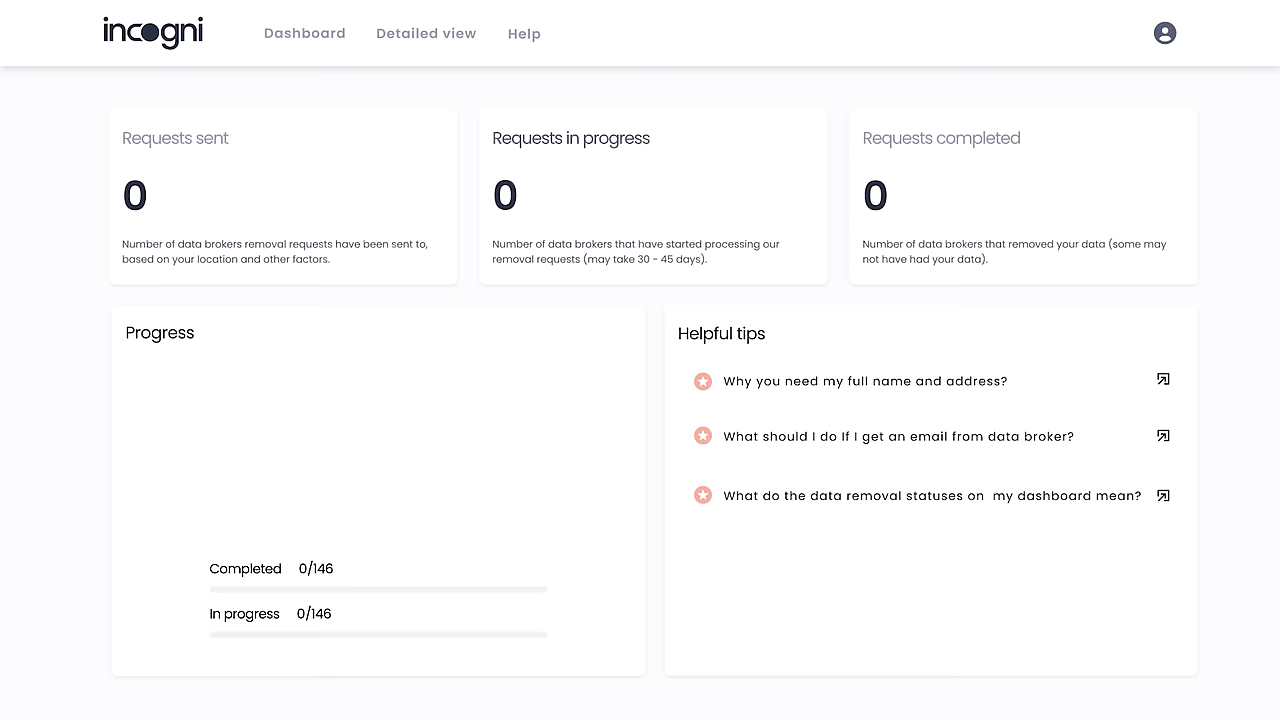 incogni
Dashboard
Detailed view
Help
Requests sent
0
Number of data brokers removal requests have been sent to,
based on your location and other factors.
Requests in progress
0
Number of data brokers that have started processing our
removal requests (may take 30 - 45 days).
Requests completed
0
Number of data brokers that removed your data (some may
not have had your data).
Progress
Completed 0/146
In progress 0/146
Helpful tips
Why you need my full name and address?
What should I do If I get an email from data broker?
What do the data removal statuses on my dashboard mean?